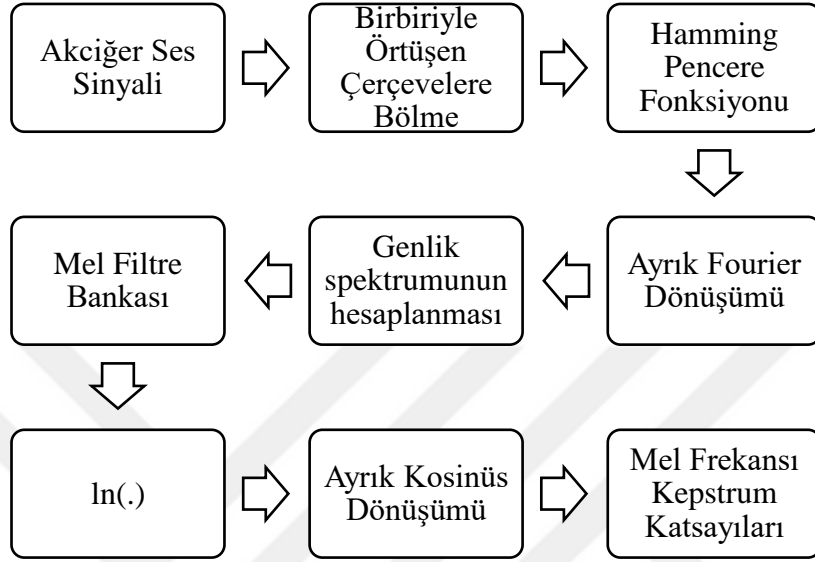 Akciğer Ses
Sinyali
Birbiriyle
Örtüşen
Çerçevelere
Bölme
Hamming
Pencere
Fonksiyonu
Ayrık Fourier
Dönüşümü
Genlik
spektrumunun
hesaplanması
Mel Filtre
Bankası
ln(.)
Ayrık Kosinüs
Dönüşümü
Mel Frekansı
Kepstrum
Katsayıları